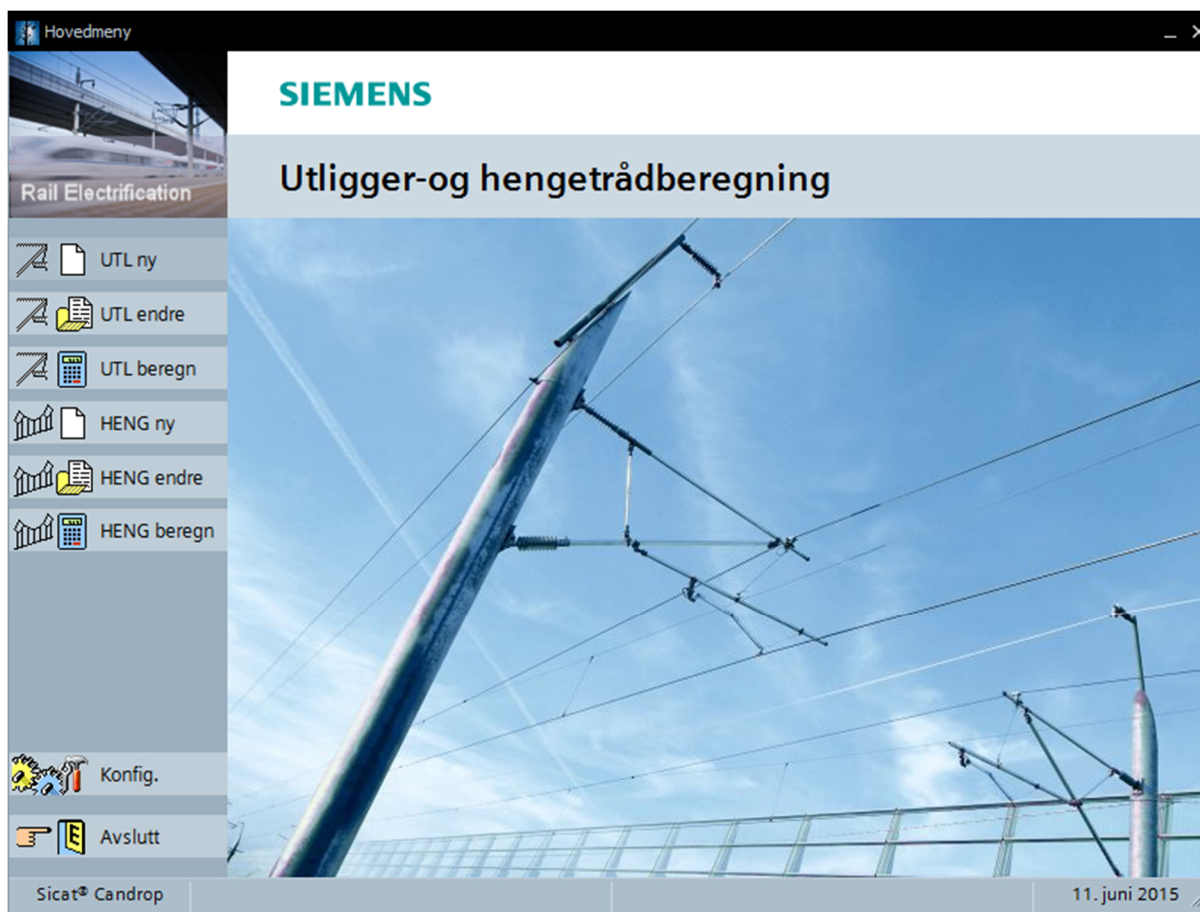 Hovedmeny
SIEMENS
Rail Electrification
Utligger-og hengetrådberegning
UTL ny
UTL endre
UTL beregn
HENG ny
HENG endre
HENG beregn
Konfig.
Avslutt
Sicat® Candrop
11. juni 2015